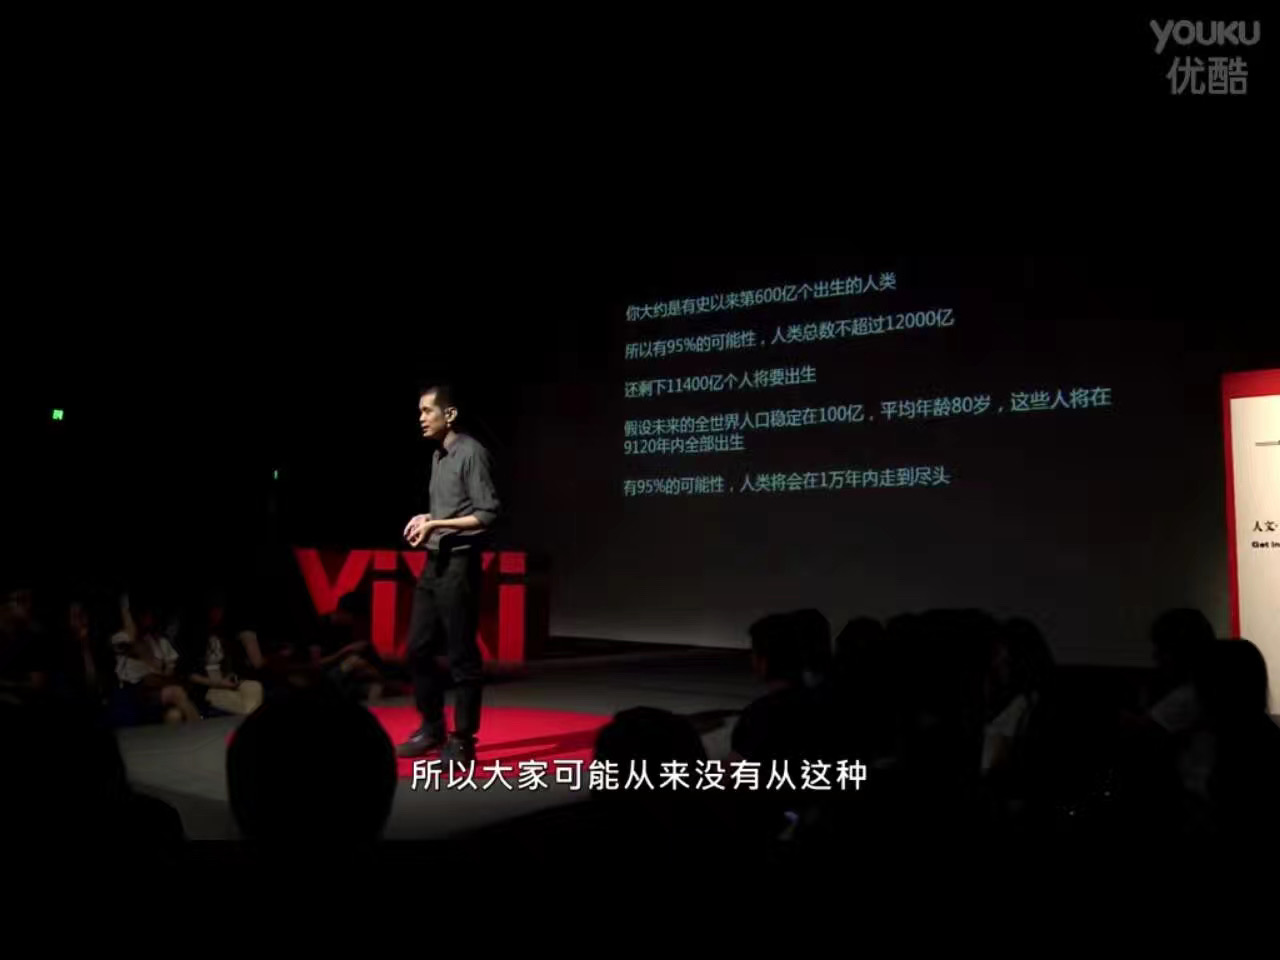 YOUKU
优酷
你大约是有史以来第600亿个出生的人类
所以有95%的可能性，人类总数不超过12000亿
还剩下11400亿个人将要出生
假设未来的全世界人口稳定在100亿，平均年龄80岁，这些人将在
9120年内全部出生
有95%的可能性，人类将会在1万年内走到尽头
YiXi
人文·
Get In
所以大家可能从来没有从这种